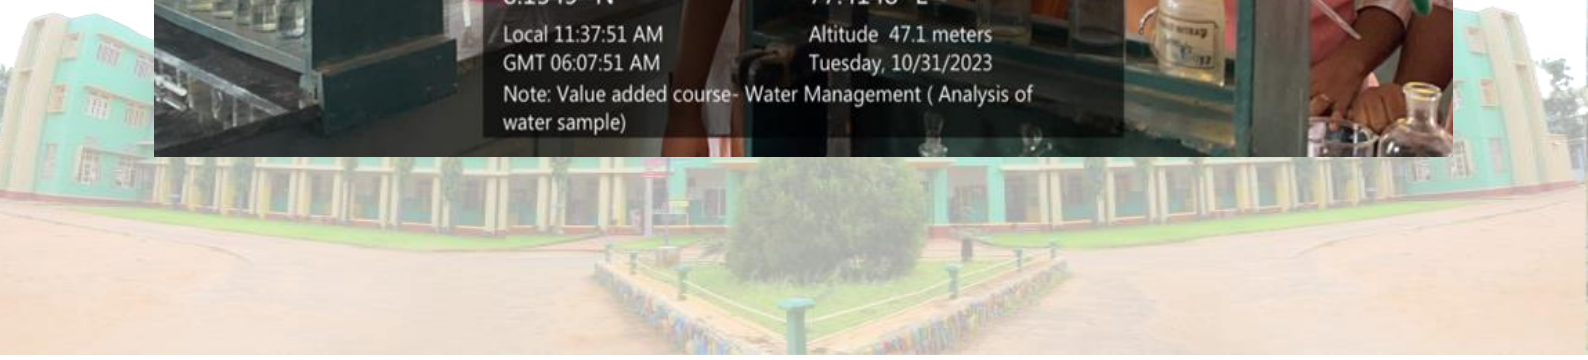 Local 11:37:51 AM
Altitude 47.1 meters
GMT 06:07:51 AM
Tuesday, 10/31/2023
Note: Value added course- Water Management ( Analysis of
water sample)